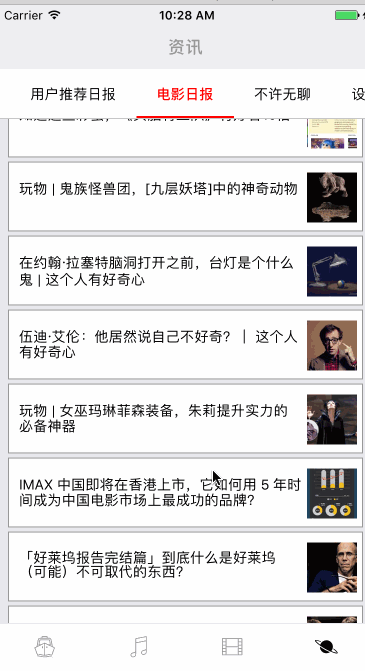 Carrier
10:28 AM
资讯
用户推荐日报
电影日报
不许无聊
设
玩物 | 鬼族怪兽团，[九层妖塔]中的神奇动物
在约翰·拉塞特脑洞打开之前，台灯是个什么
鬼 | 这个人有好奇心
伍迪·艾伦：他居然说自己不好奇？ | 这个人
有好奇心
玩物 | 女巫玛琳菲森装备，朱莉提升实力的
必备神器
IMAX 中国即将在香港上市，它如何用 5 年时
间成为中国电影市场上最成功的品牌？
「好莱坞报告完结篇」到底什么是好莱坞
（可能）不可取代的东西？